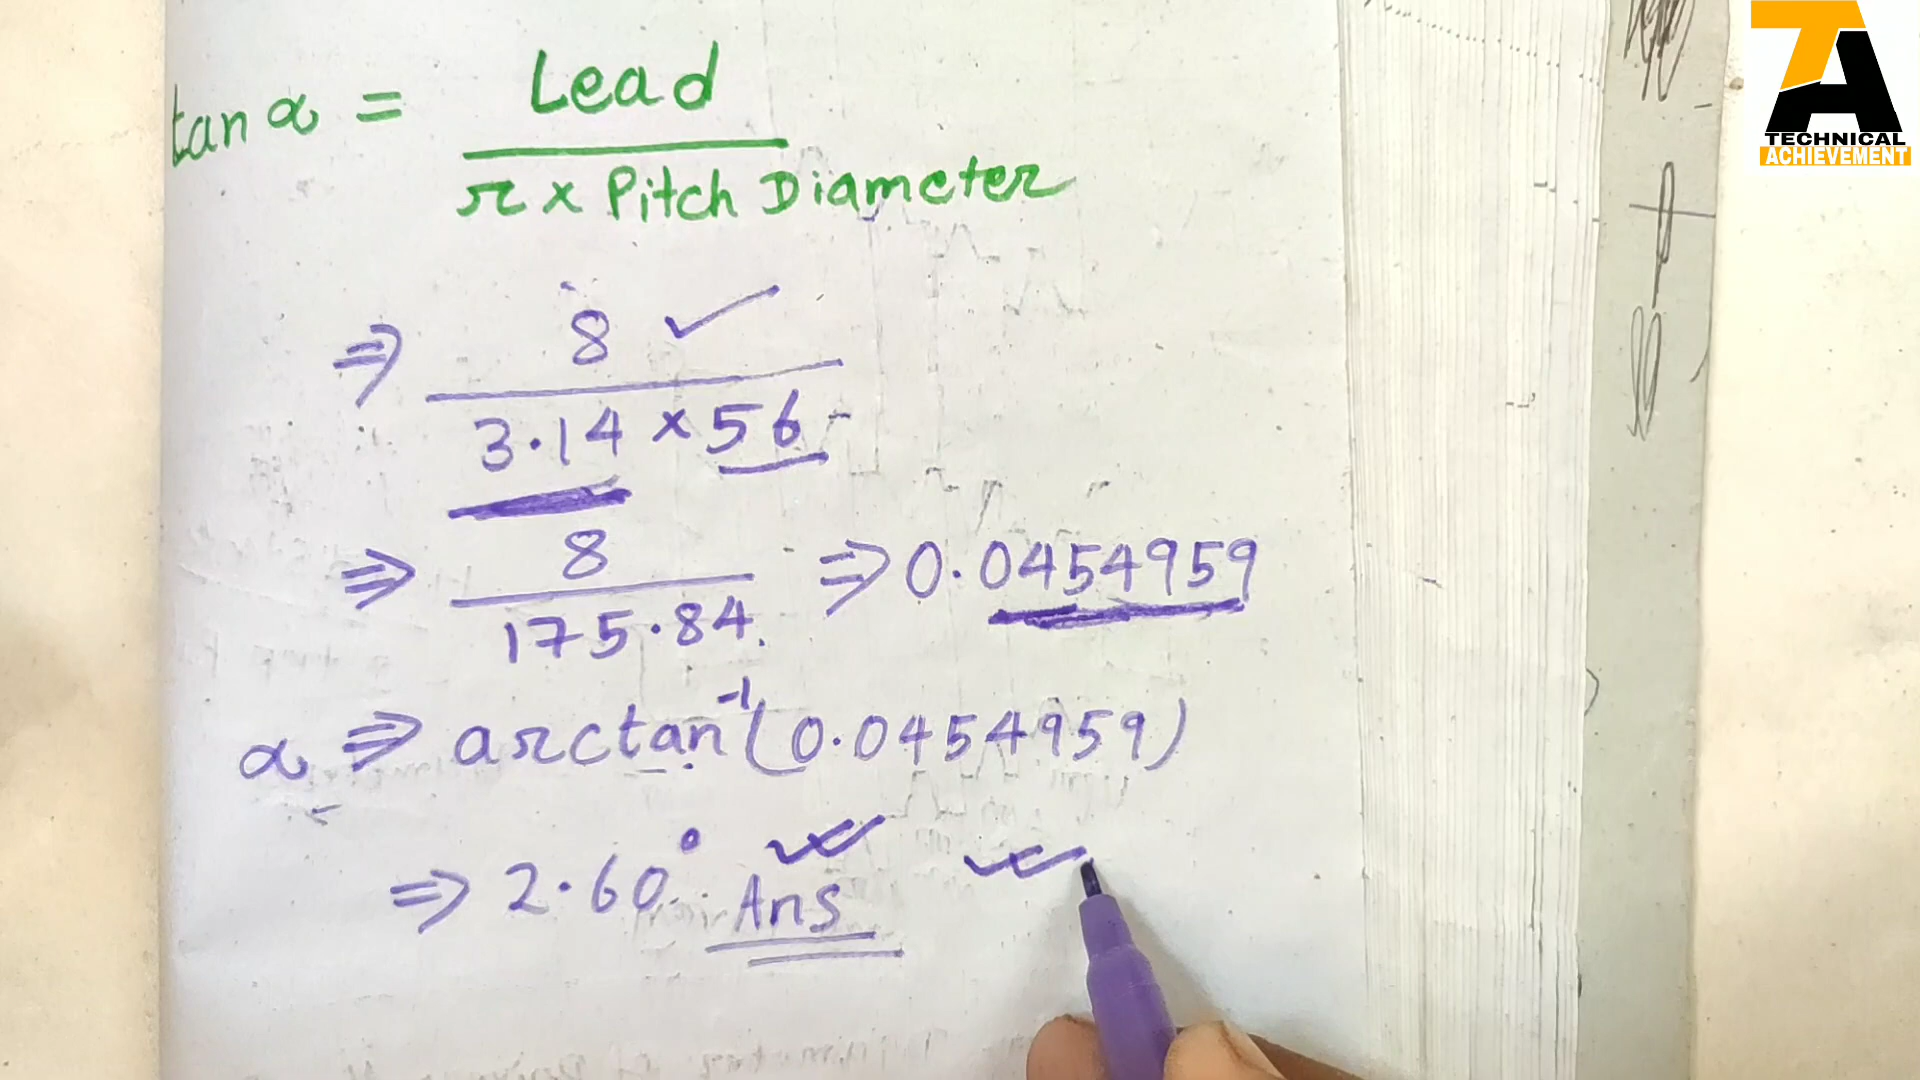 tan α = Lead
π × Pitch Diameter
⇒ 8
3.14 × 56
⇒ 8
175.84
⇒ 0.0454959
α ⇒ arctan⁻¹(0.0454959)
⇒ 2.60° Ans
TA
TECHNICAL
ACHIEVEMENT